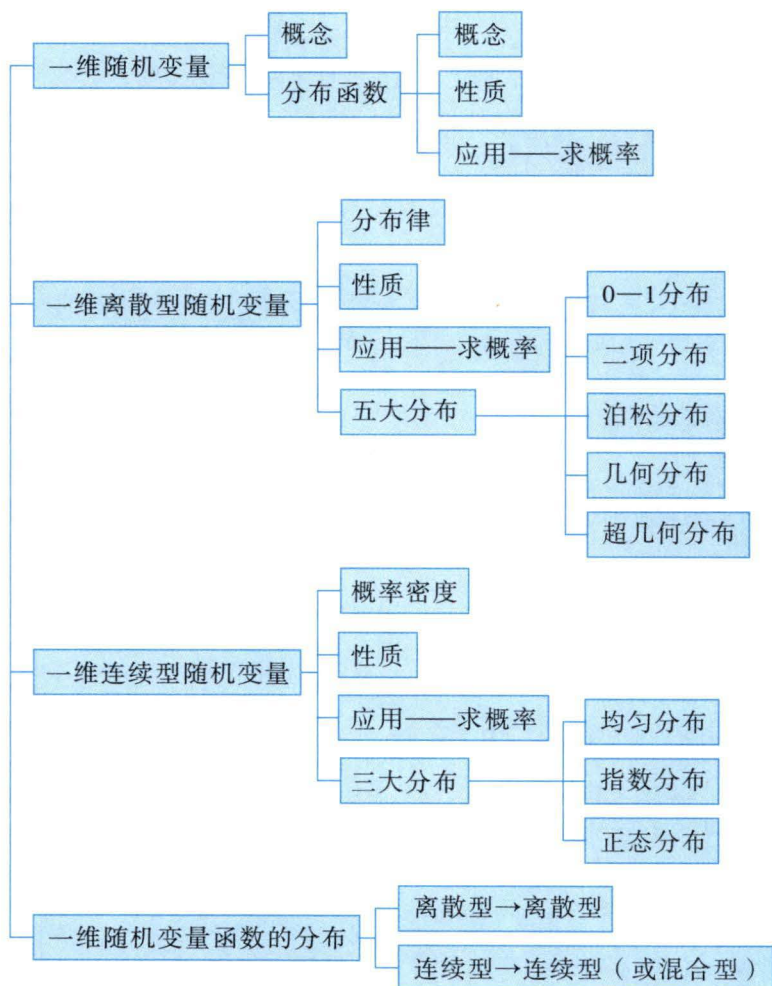 一维随机变量
概念
分布函数
概念
性质
应用——求概率
一维离散型随机变量
分布律
性质
应用——求概率
五大分布
0—1分布
二项分布
泊松分布
几何分布
超几何分布
一维连续型随机变量
概率密度
性质
应用——求概率
三大分布
均匀分布
指数分布
正态分布
一维随机变量函数的分布
离散型→离散型
连续型→连续型（或混合型）